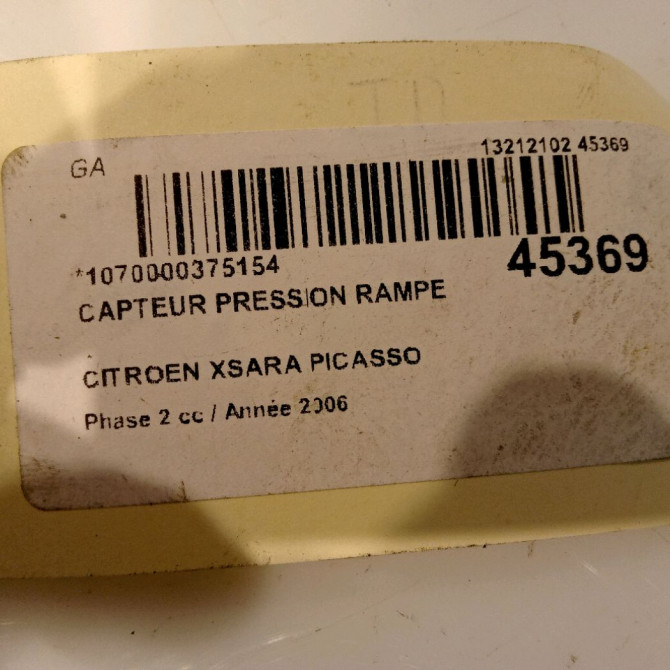 GA
13212102 45369
*1070000375154
45369
CAPTEUR PRESSION RAMPE
CITROEN XSARA PICASSO
Phase 2 cc / Année 2006